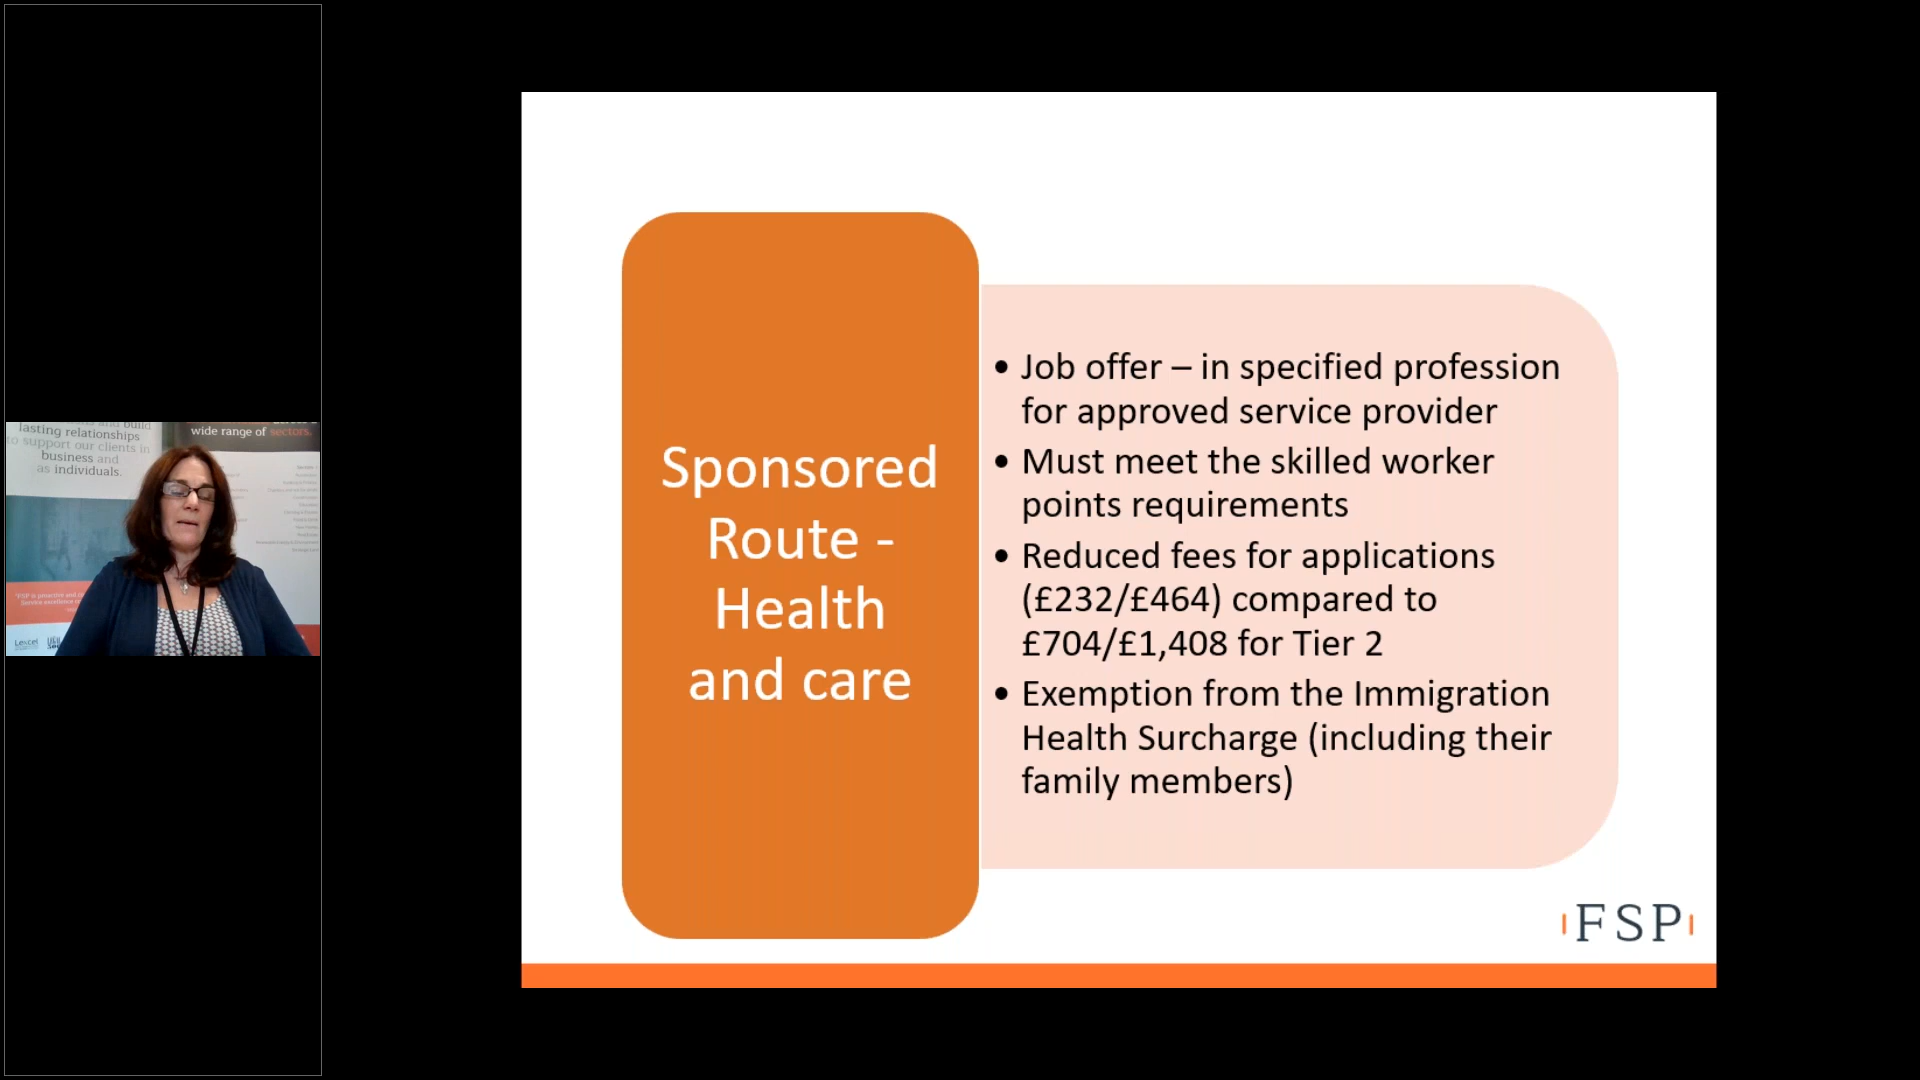 lasting relationships
to support our clients in
business and
as individuals.
wide range of sectors.
Sponsored
Route -
Health
and care
• Job offer – in specified profession
for approved service provider
• Must meet the skilled worker
points requirements
• Reduced fees for applications
(£232/£464) compared to
£704/£1,408 for Tier 2
• Exemption from the Immigration
Health Surcharge (including their
family members)
FSP